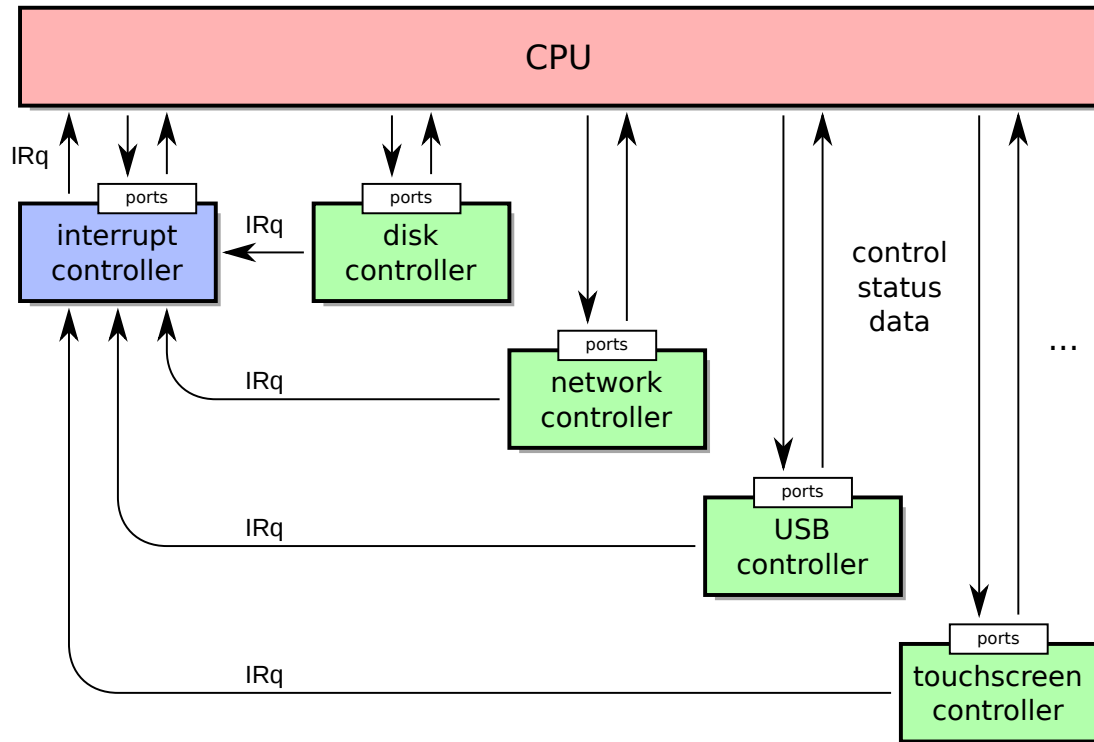 CPU
IRq
ports
interrupt
controller
IRq
ports
disk
controller
control
status
data
...
IRq
ports
network
controller
IRq
ports
USB
controller
IRq
ports
touchscreen
controller